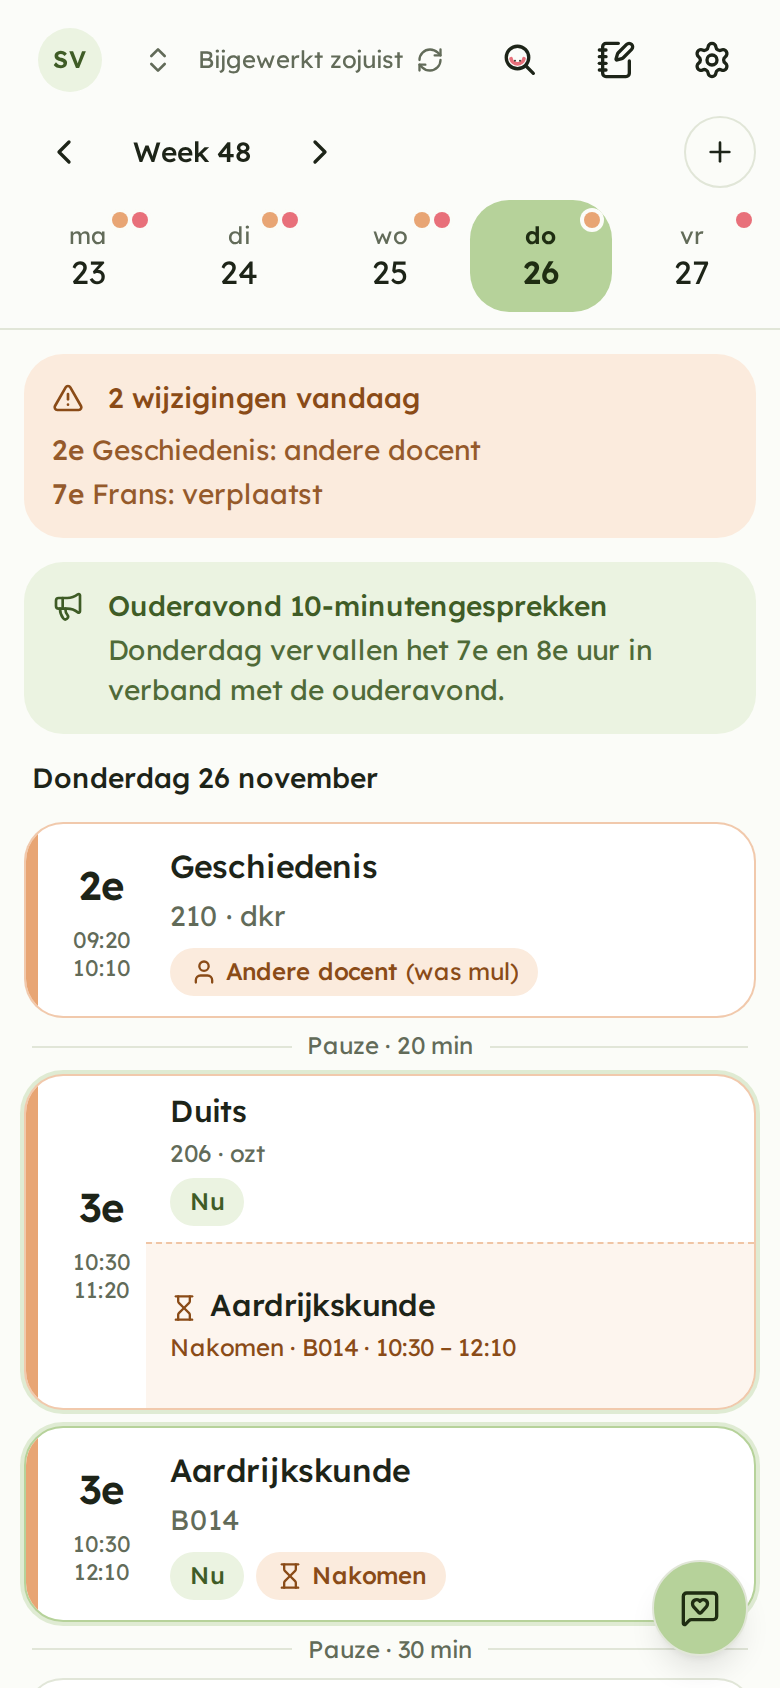 SV
Bijgewerkt zojuist
Week 48
ma
23
di
24
wo
25
do
26
vr
27
2 wijzigingen vandaag
2e Geschiedenis: andere docent
7e Frans: verplaatst
Ouderavond 10-minutengesprekken
Donderdag vervallen het 7e en 8e uur in
verband met de ouderavond.
Donderdag 26 november
2e
09:20
10:10
Geschiedenis
210 · dkr
Andere docent (was mul)
Pauze · 20 min
3e
10:30
11:20
Duits
206 · ozt
Nu
Aardrijkskunde
Nakomen · B014 · 10:30 – 12:10
3e
10:30
12:10
Aardrijkskunde
B014
Nu
Nakomen
Pauze · 30 min